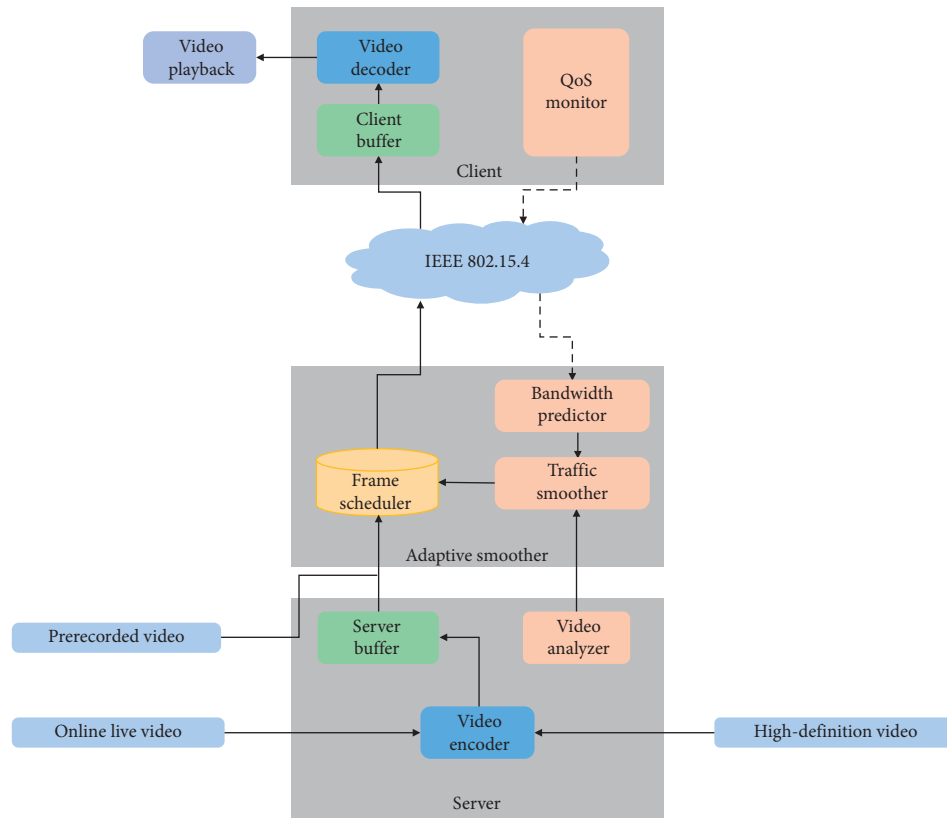 Video
playback
Video
decoder
QoS
monitor
Client
buffer
Client
IEEE 802.15.4
Bandwidth
predictor
Frame
scheduler
Traffic
smoother
Adaptive smoother
Prerecorded video
Server
buffer
Video
analyzer
Online live video
Video
encoder
High-definition video
Server